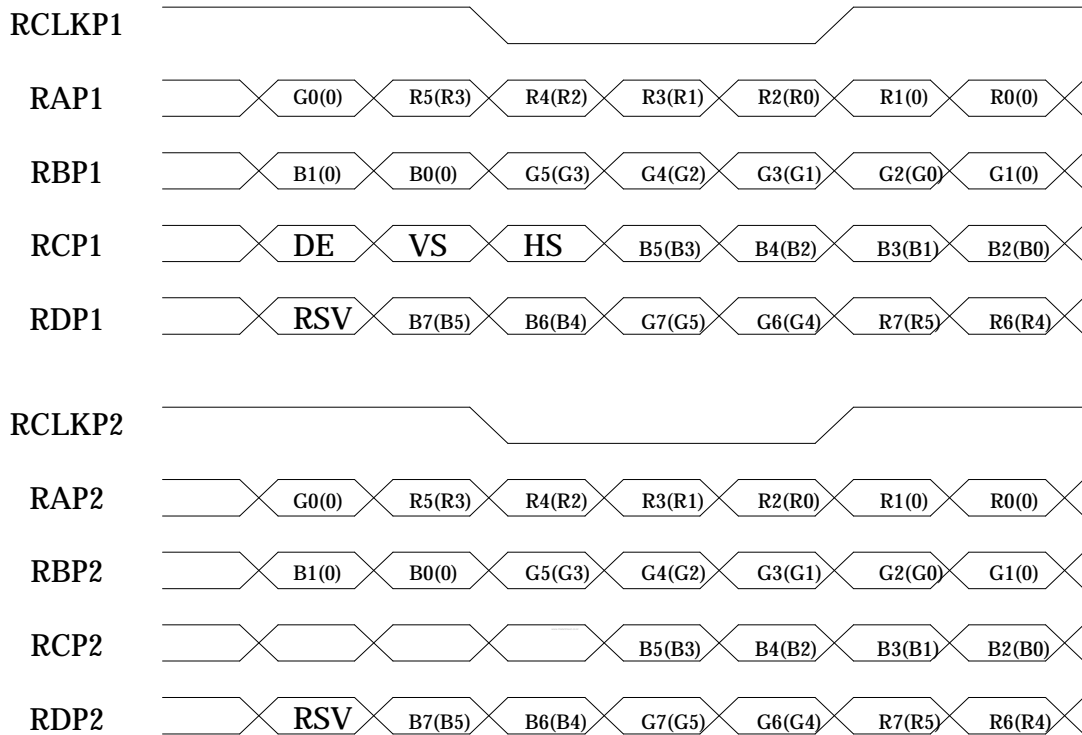 RCLKP1
RAP1 G0(0) R5(R3) R4(R2) R3(R1) R2(R0) R1(0) R0(0)
RBP1 B1(0) B0(0) G5(G3) G4(G2) G3(G1) G2(G0) G1(0)
RCP1 DE VS HS B5(B3) B4(B2) B3(B1) B2(B0)
RDP1 RSV B7(B5) B6(B4) G7(G5) G6(G4) R7(R5) R6(R4)
RCLKP2
RAP2 G0(0) R5(R3) R4(R2) R3(R1) R2(R0) R1(0) R0(0)
RBP2 B1(0) B0(0) G5(G3) G4(G2) G3(G1) G2(G0) G1(0)
RCP2 B5(B3) B4(B2) B3(B1) B2(B0)
RDP2 RSV B7(B5) B6(B4) G7(G5) G6(G4) R7(R5) R6(R4)